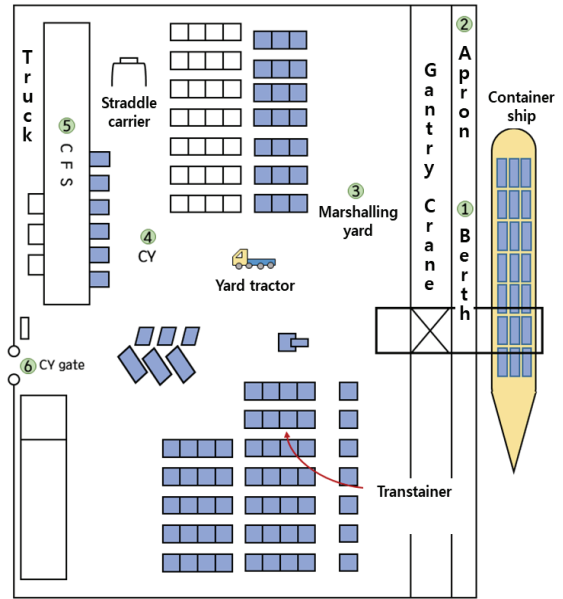 Truck
5
CFS
Straddle
carrier
4
CY
Yard tractor
3
Marshalling
yard
Gantry Crane
2
Apron
1
Berth
Container
ship
6 CY gate
Transtainer